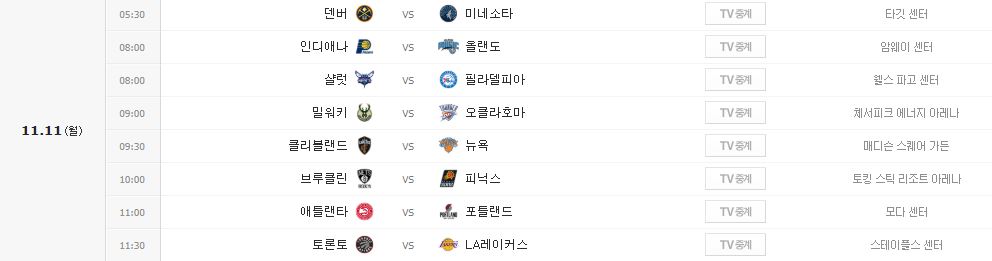 05:30 덴버 vs 미네소타 TV중계 타깃 센터
08:00 인디애나 vs 올랜도 TV중계 암웨이 센터
08:00 샬럿 vs 필라델피아 TV중계 웰스 파고 센터
11.11(월) 09:00 밀워키 vs 오클라호마 TV중계 체서피크 에너지 아레나
09:30 클리블랜드 vs 뉴욕 TV중계 매디슨 스퀘어 가든
10:00 브루클린 vs 피닉스 TV중계 토킹 스틱 리조트 아레나
11:00 애틀랜타 vs 포틀랜드 TV중계 모다 센터
11:30 토론토 vs LA레이커스 TV중계 스테이플스 센터